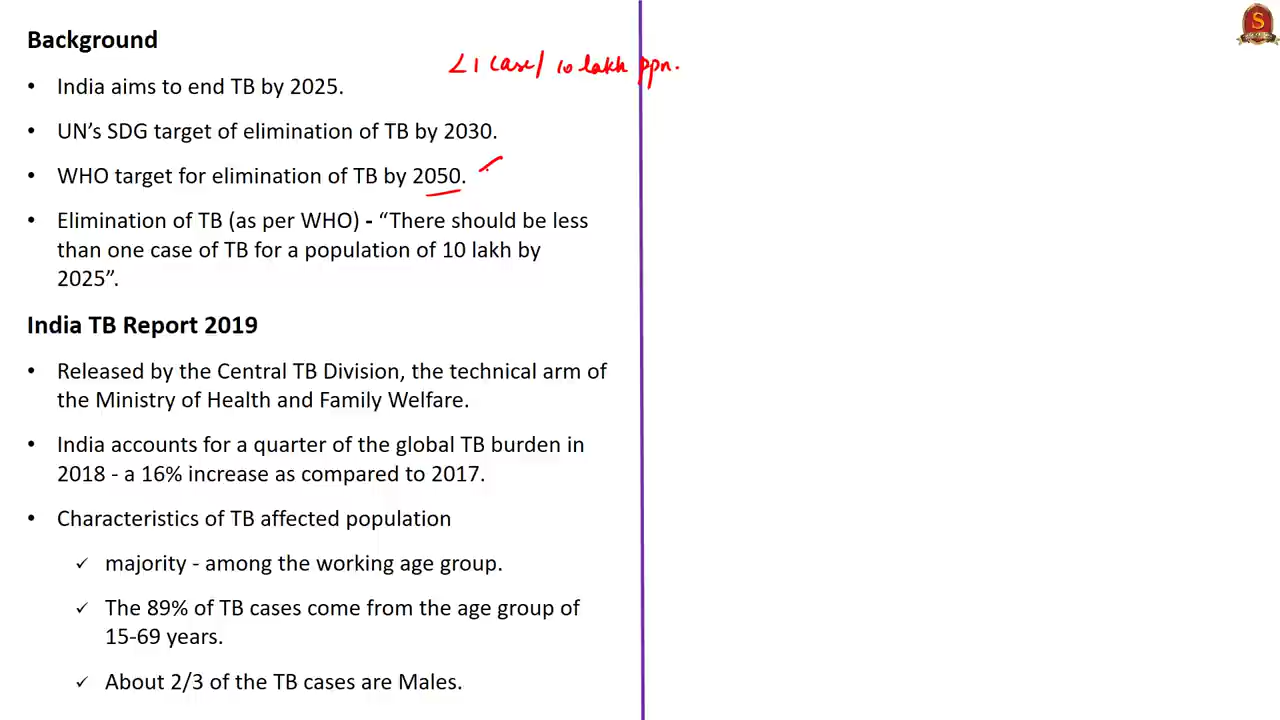 Background
<1 case/ 10 lakh ppn.
• India aims to end TB by 2025.
• UN’s SDG target of elimination of TB by 2030.
• WHO target for elimination of TB by 2050.
• Elimination of TB (as per WHO) - “There should be less
than one case of TB for a population of 10 lakh by
2025”.
India TB Report 2019
• Released by the Central TB Division, the technical arm of
the Ministry of Health and Family Welfare.
• India accounts for a quarter of the global TB burden in
2018 - a 16% increase as compared to 2017.
• Characteristics of TB affected population
✓ majority - among the working age group.
✓ The 89% of TB cases come from the age group of
15-69 years.
✓ About 2/3 of the TB cases are Males.
S